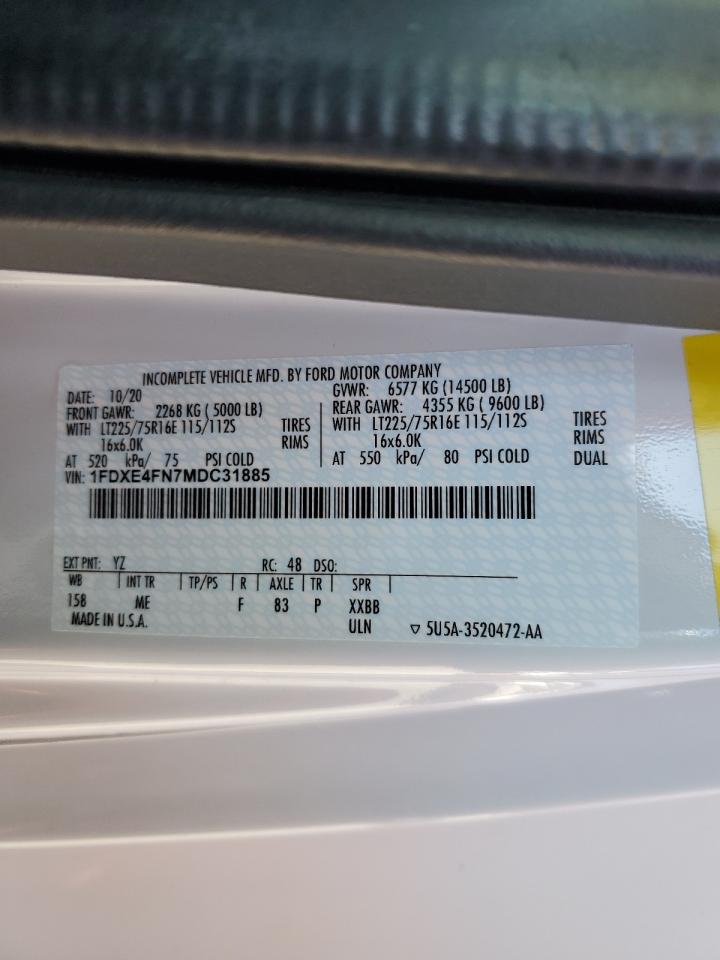 INCOMPLETE VEHICLE MFD. BY FORD MOTOR COMPANY
DATE: 10/20 GVWR: 6577 KG (14500 LB)
FRONT GAWR: 2268 KG ( 5000 LB) REAR GAWR: 4355 KG ( 9600 LB)
WITH LT225/75R16E 115/112S TIRES WITH LT225/75R16E 115/112S TIRES
16x6.0K RIMS 16x6.0K RIMS
AT 520 kPa/ 75 PSI COLD AT 550 kPa/ 80 PSI COLD DUAL
VIN: 1FDXE4FN7MDC31885
EXT PNT: YZ RC: 48 DSO:
WB INT TR TP/PS R AXLE TR SPR
158 ME F 83 P XXBB
MADE IN U.S.A. ULN ▽ 5U5A-3520472-AA